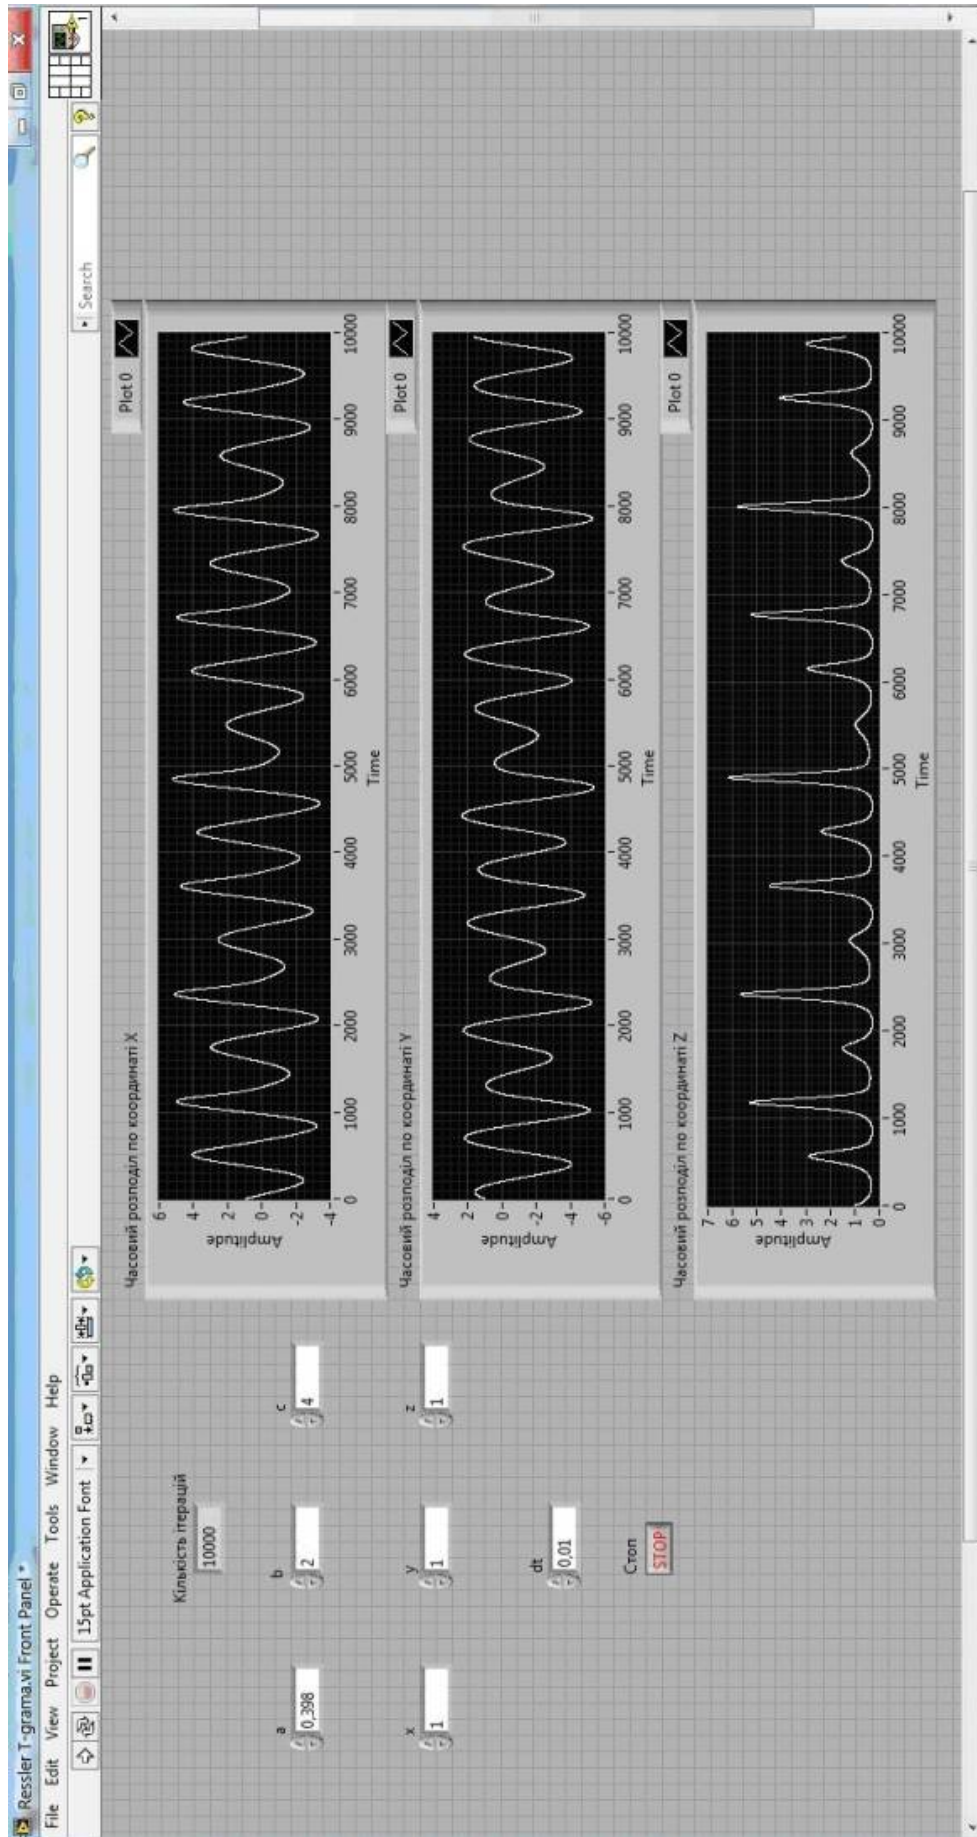 Ressler T-grama.vi Front Panel *
File Edit View Project Operate Tools Window Help
15pt Application Font
Search
Кількість ітерацій
10000
a b c
0,398 2 4
x y z
1 1 1
dt
0,01
Стоп
STOP
Часовий розподіл по координаті X
Plot 0
Amplitude
6
4
2
0
-2
-4
0 1000 2000 3000 4000 5000 6000 7000 8000 9000 10000
Time
Часовий розподіл по координаті Y
Plot 0
Amplitude
4
2
0
-2
-4
-6
0 1000 2000 3000 4000 5000 6000 7000 8000 9000 10000
Time
Часовий розподіл по координаті Z
Plot 0
Amplitude
7
6
5
4
3
2
1
0
0 1000 2000 3000 4000 5000 6000 7000 8000 9000 10000
Time